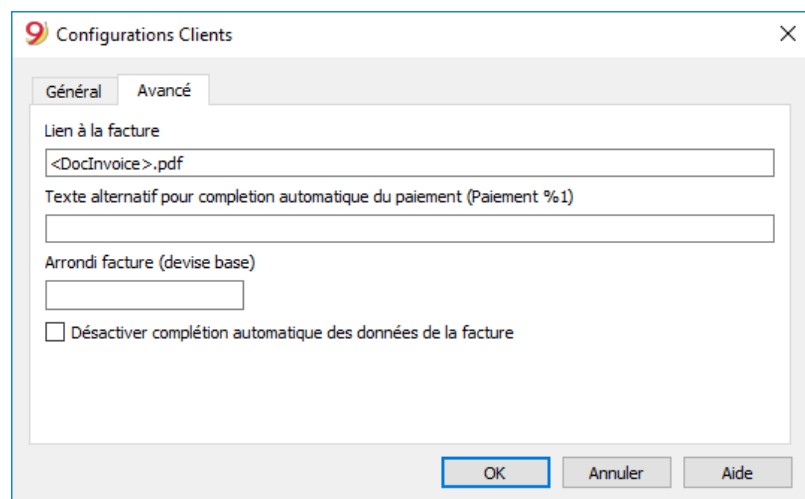 9 Configurations Clients
Général Avancé
Lien à la facture
<DocInvoice>.pdf
Texte alternatif pour completion automatique du paiement (Paiement %1)
Arrondi facture (devise base)
Désactiver complétion automatique des données de la facture
OK Annuler Aide